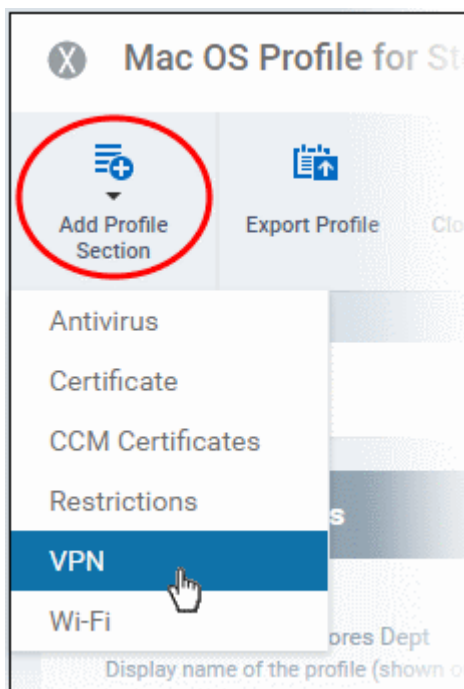 Mac OS Profile for St
Add Profile
Section
Export Profile
Clo
Antivirus
Certificate
CCM Certificates
Restrictions
VPN
Wi-Fi
s
ores Dept
Display name of the profile (shown o